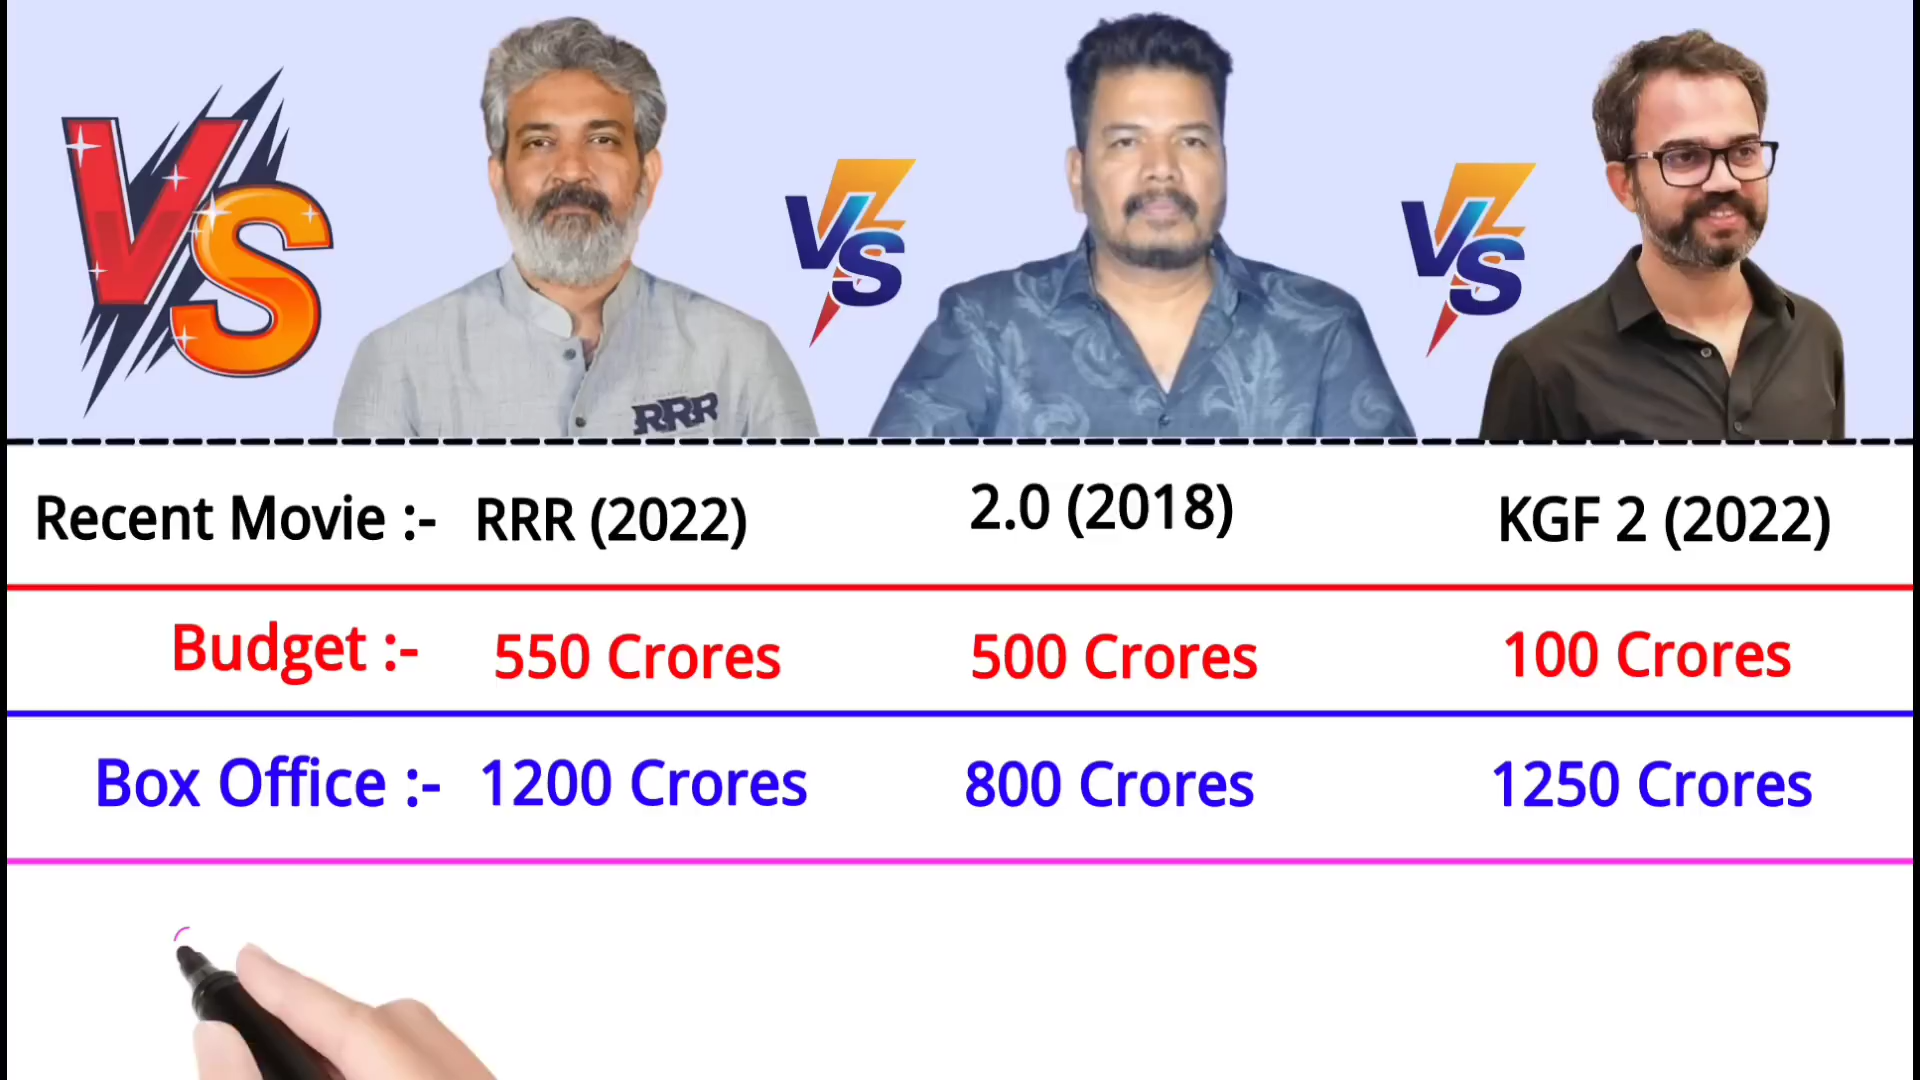 VS
RRR
VS
VS
Recent Movie :- RRR (2022) 2.0 (2018) KGF 2 (2022)
Budget :- 550 Crores 500 Crores 100 Crores
Box Office :- 1200 Crores 800 Crores 1250 Crores